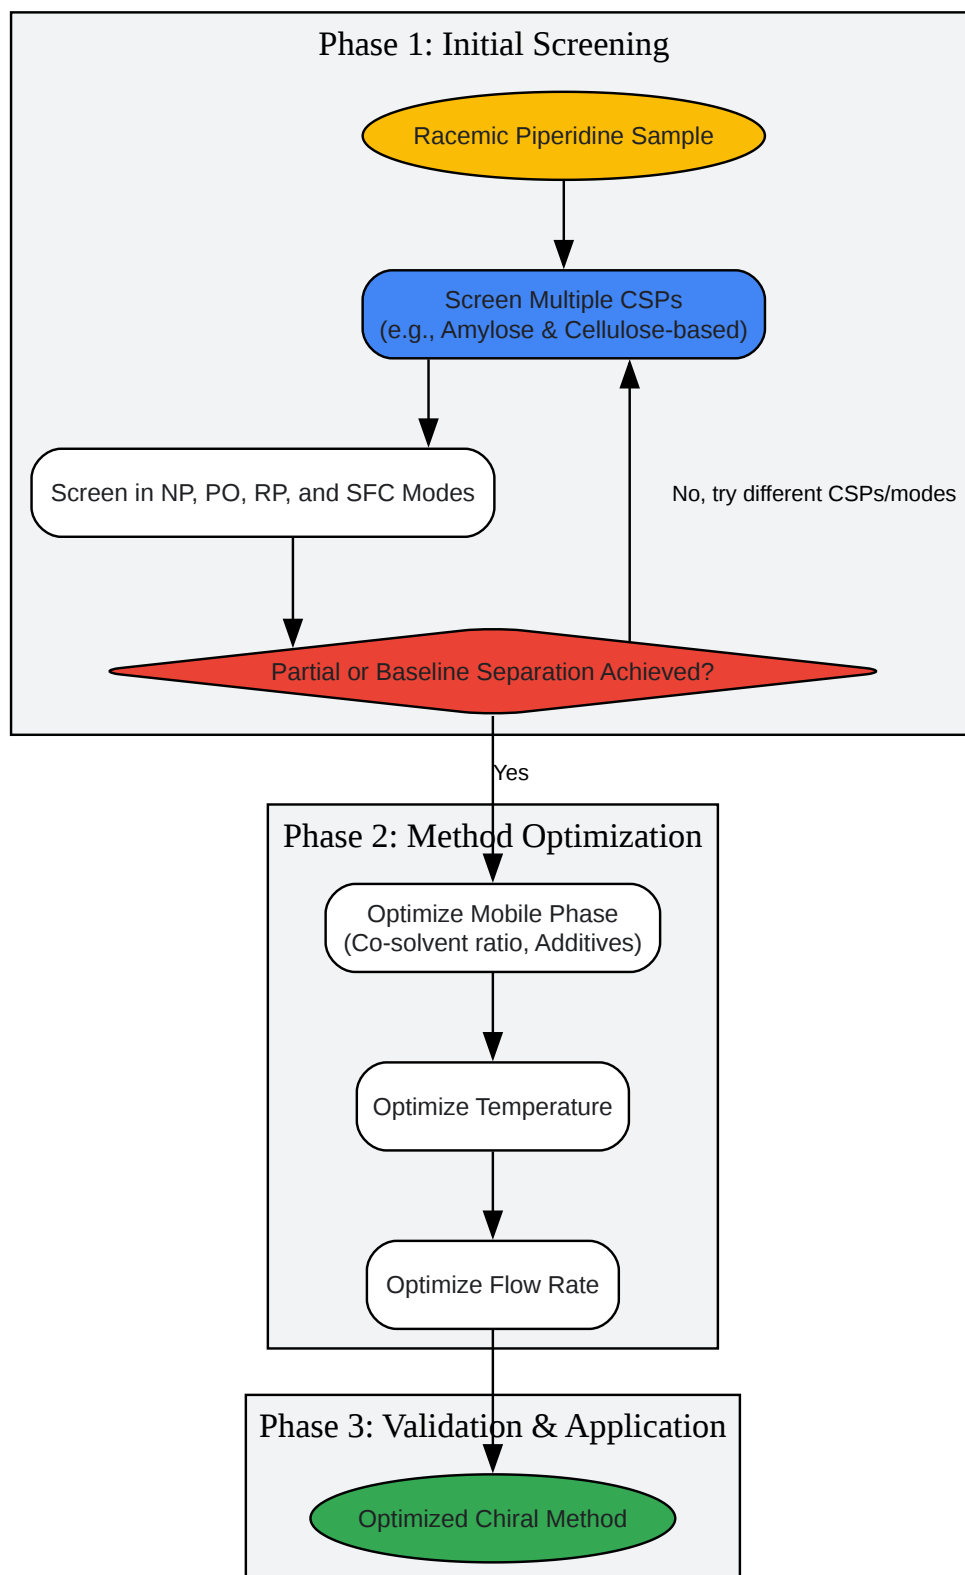 Phase 1: Initial Screening
Racemic Piperidine Sample
Screen Multiple CSPs
(e.g., Amylose & Cellulose-based)
Screen in NP, PO, RP, and SFC Modes
No, try different CSPs/modes
Partial or Baseline Separation Achieved?
Yes
Phase 2: Method Optimization
Optimize Mobile Phase
(Co-solvent ratio, Additives)
Optimize Temperature
Optimize Flow Rate
Phase 3: Validation & Application
Optimized Chiral Method